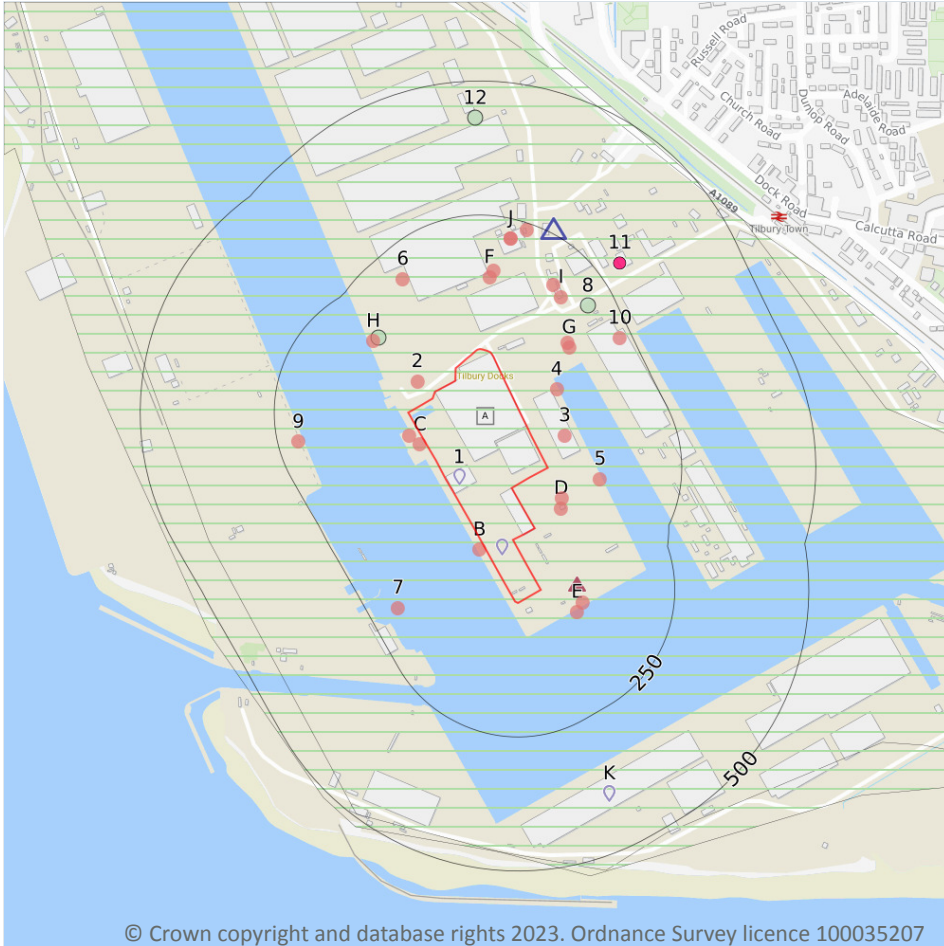 Russell Road
Adelaide Road
12
Church Road
Dunlop Road
Dock Road
A1089
Tilbury Town
Calcutta Road
J
11
F
6
I
8
H
G
10
2
Tilbury Docks
4
A
9
C
3
1
5
D
B
E
7
250
500
K
© Crown copyright and database rights 2023. Ordnance Survey licence 100035207